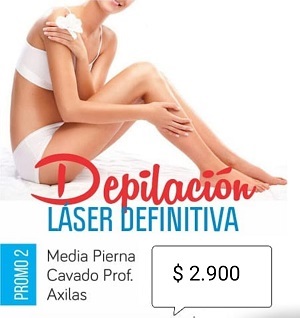 Depilación
LÁSER DEFINITIVA
PROMO 2
Media Pierna
Cavado Prof.
Axilas
$ 2.900